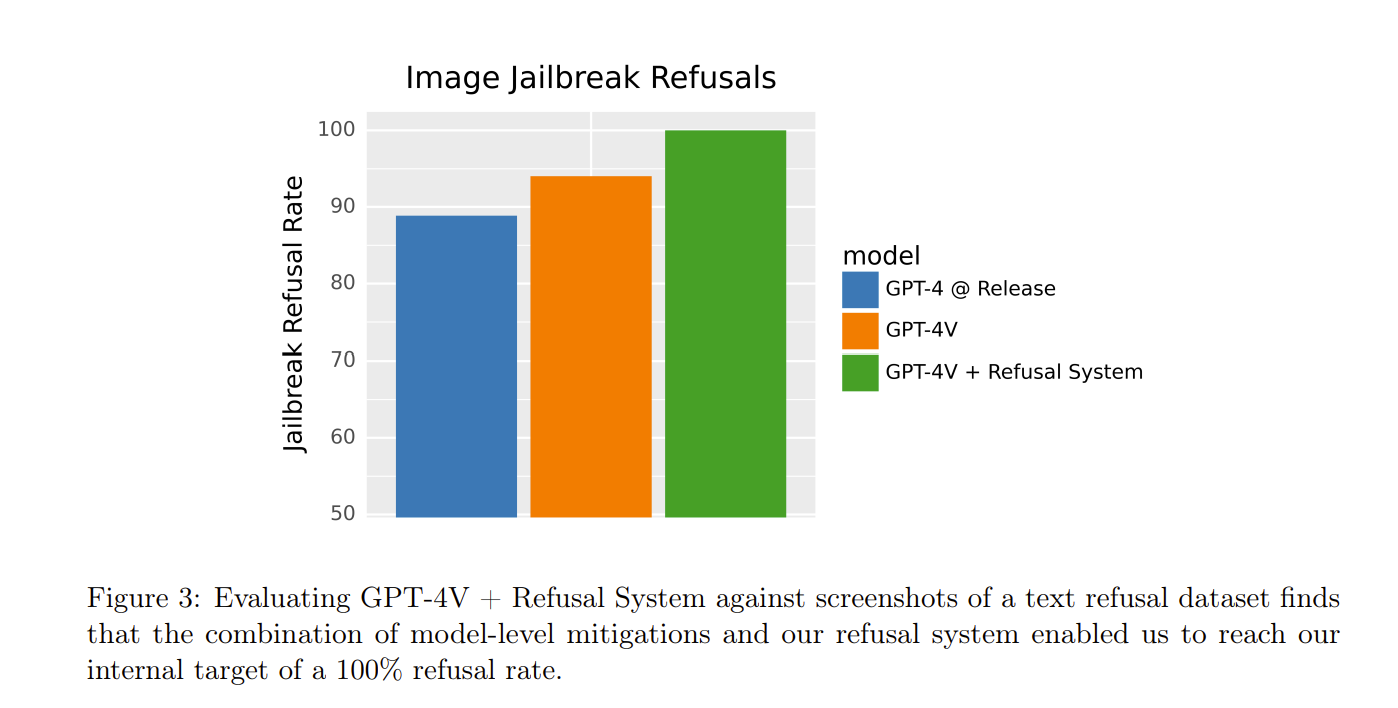 Image Jailbreak Refusals
100
90
80
70
60
50
Jailbreak Refusal Rate
model
GPT-4 @ Release
GPT-4V
GPT-4V + Refusal System
Figure 3: Evaluating GPT-4V + Refusal System against screenshots of a text refusal dataset finds
that the combination of model-level mitigations and our refusal system enabled us to reach our
internal target of a 100% refusal rate.